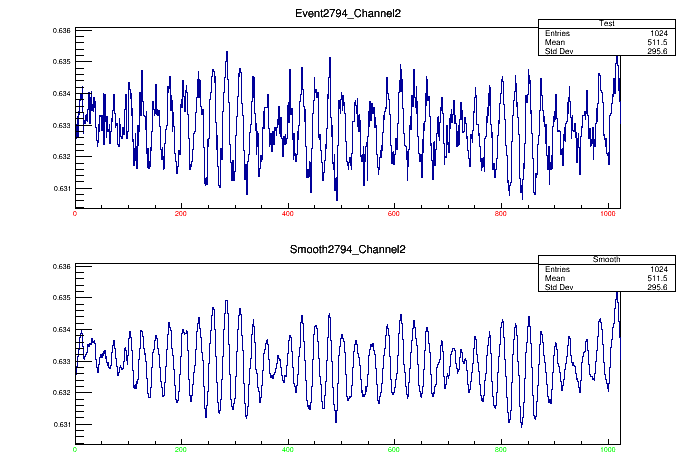 Event2794_Channel2
Test
Entries 1024
Mean 511.5
Std Dev 295.6
0.636
0.635
0.634
0.633
0.632
0.631
0 200 400 600 800 1000
Smooth2794_Channel2
Smooth
Entries 1024
Mean 511.5
Std Dev 295.6
0.636
0.635
0.634
0.633
0.632
0.631
0 200 400 600 800 1000